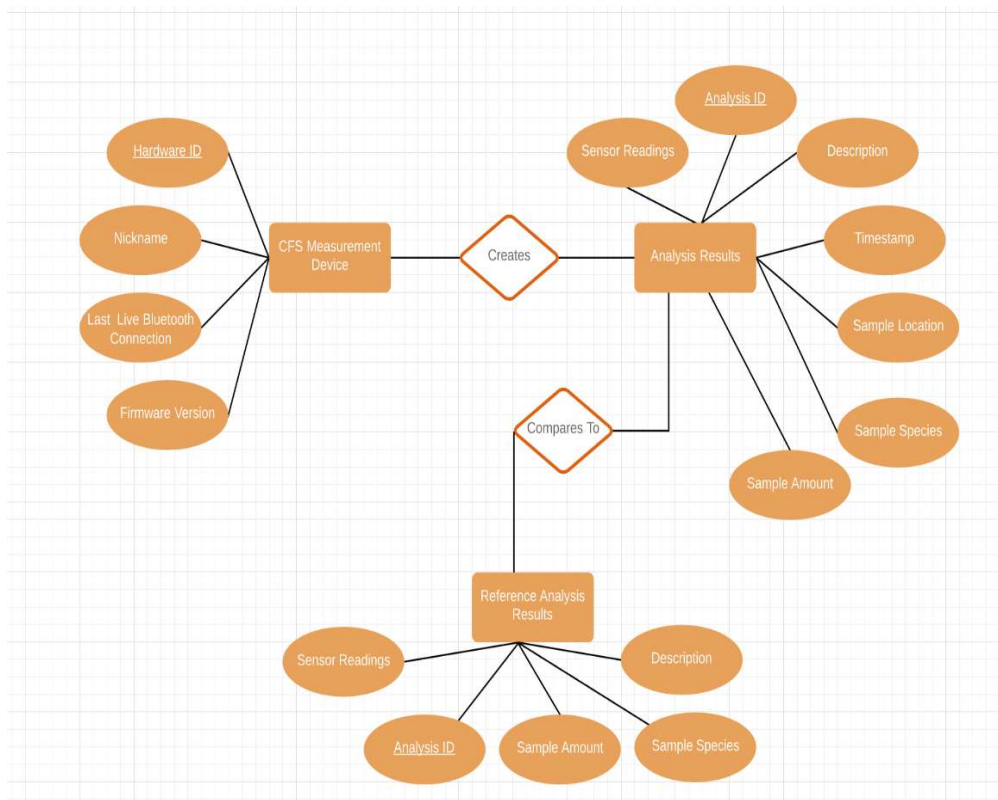 Analysis ID
Sensor Readings
Description
Hardware ID
Nickname
CFS Measurement
Device
Creates
Analysis Results
Timestamp
Last Live Bluetooth
Connection
Sample Location
Firmware Version
Compares To
Sample Species
Sample Amount
Reference Analysis
Results
Sensor Readings
Description
Analysis ID
Sample Amount
Sample Species